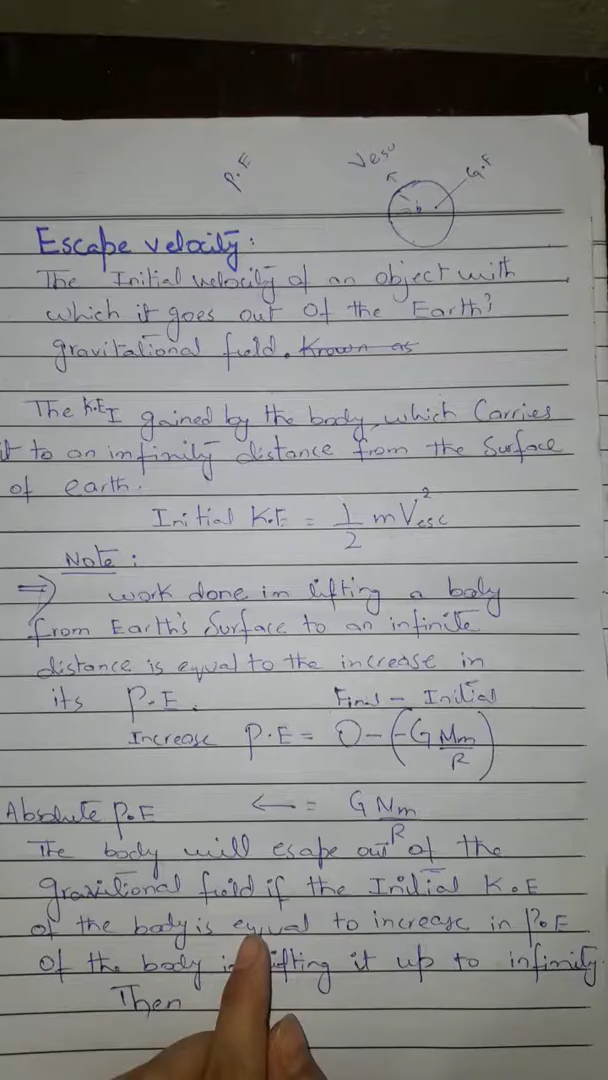 P.E
Vesc
G.F
Escape velocity:
The Initial velocity of an object with
which it goes out of the Earth's
gravitational field. Known as
The K.E I gained by the body, which Carries
it to an infinity distance from the Surface
of earth.
Initial K.E = 1/2 mVesc²
Note:
⇒ work done in lifting a body
from Earth's Surface to an infinite
distance is equal to the increase in
its P.E. Final - Initial
Increase P.E = 0 - (-G Mm/R)
Absolute P.E ← = G Mm/R
The body will escape out of the
gravitional field if the Initial K.E
of the body is equal to increase in P.E
of the body in lifting it up to infinity.
Then